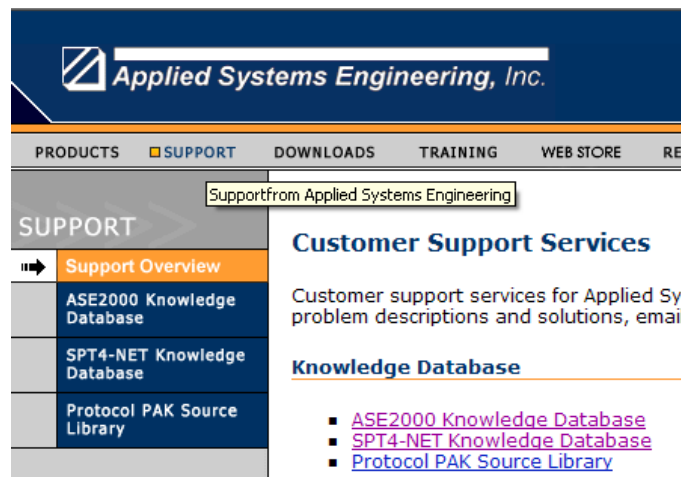 Applied Systems Engineering, Inc.
PRODUCTS SUPPORT DOWNLOADS TRAINING WEB STORE RE
Supportfrom Applied Systems Engineering
SUPPORT
Support Overview
ASE2000 Knowledge
Database
SPT4-NET Knowledge
Database
Protocol PAK Source
Library
Customer Support Services
Customer support services for Applied Sy
problem descriptions and solutions, emai
Knowledge Database
ASE2000 Knowledge Database
SPT4-NET Knowledge Database
Protocol PAK Source Library